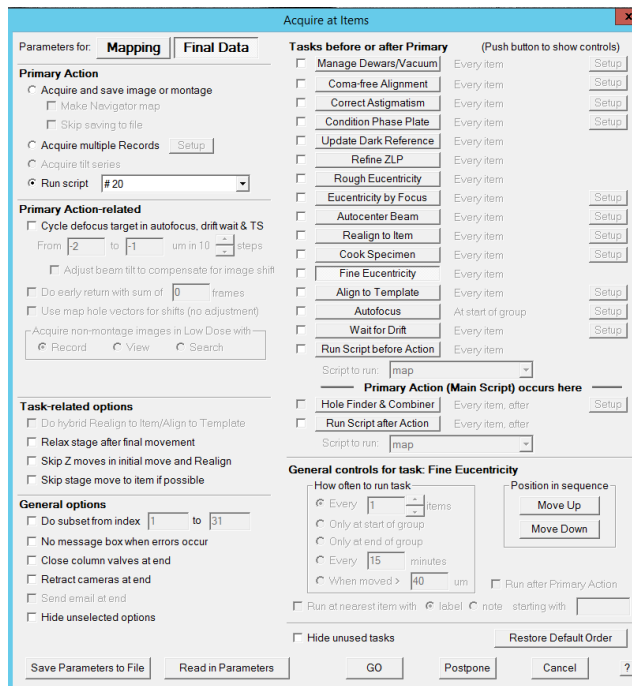 Acquire at Items
x
Parameters for: Mapping Final Data
Primary Action
Acquire and save image or montage
Make Navigator map
Skip saving to file
Acquire multiple Records Setup
Acquire tilt series
Run script # 20
Primary Action-related
Cycle defocus target in autofocus, drift wait & TS
From -2 to -1 um in 10 steps
Adjust beam tilt to compensate for image shift
Do early return with sum of 0 frames
Use map hole vectors for shifts (no adjustment)
Acquire non-montage images in Low Dose with
Record View Search
Task-related options
Do hybrid Realign to Item/Align to Template
Relax stage after final movement
Skip Z moves in initial move and Realign
Skip stage move to item if possible
General options
Do subset from index 1 to 31
No message box when errors occur
Close column valves at end
Retract cameras at end
Send email at end
Hide unselected options
Tasks before or after Primary (Push button to show controls)
Manage Dewars/Vacuum Every item Setup
Coma-free Alignment Every item Setup
Correct Astigmatism Every item Setup
Condition Phase Plate Every item Setup
Update Dark Reference Every item
Refine ZLP Every item
Rough Eucentricity Every item
Eucentricity by Focus Every item Setup
Autocenter Beam Every item Setup
Realign to Item Every item Setup
Cook Specimen Every item Setup
Fine Eucentricity Every item
Align to Template Every item Setup
Autofocus At start of group Setup
Wait for Drift Every item Setup
Run Script before Action Every item
Script to run: map
Primary Action (Main Script) occurs here
Hole Finder & Combiner Every item, after Setup
Run Script after Action Every item, after
Script to run: map
General controls for task: Fine Eucentricity
How often to run task
Every 1 items
Only at start of group
Only at end of group
Every 15 minutes
When moved > 40 um
Position in sequence
Move Up
Move Down
Run after Primary Action
Run at nearest item with label note starting with
Hide unused tasks Restore Default Order
Save Parameters to File Read in Parameters GO Postpone Cancel ?